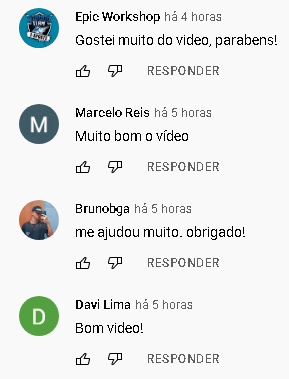 Epic Workshop há 4 horas
Gostei muito do video, parabens!
RESPONDER
Marcelo Reis há 5 horas
Muito bom o vídeo
RESPONDER
Brunobga há 5 horas
me ajudou muito. obrigado!
RESPONDER
Davi Lima há 5 horas
Bom video!
RESPONDER